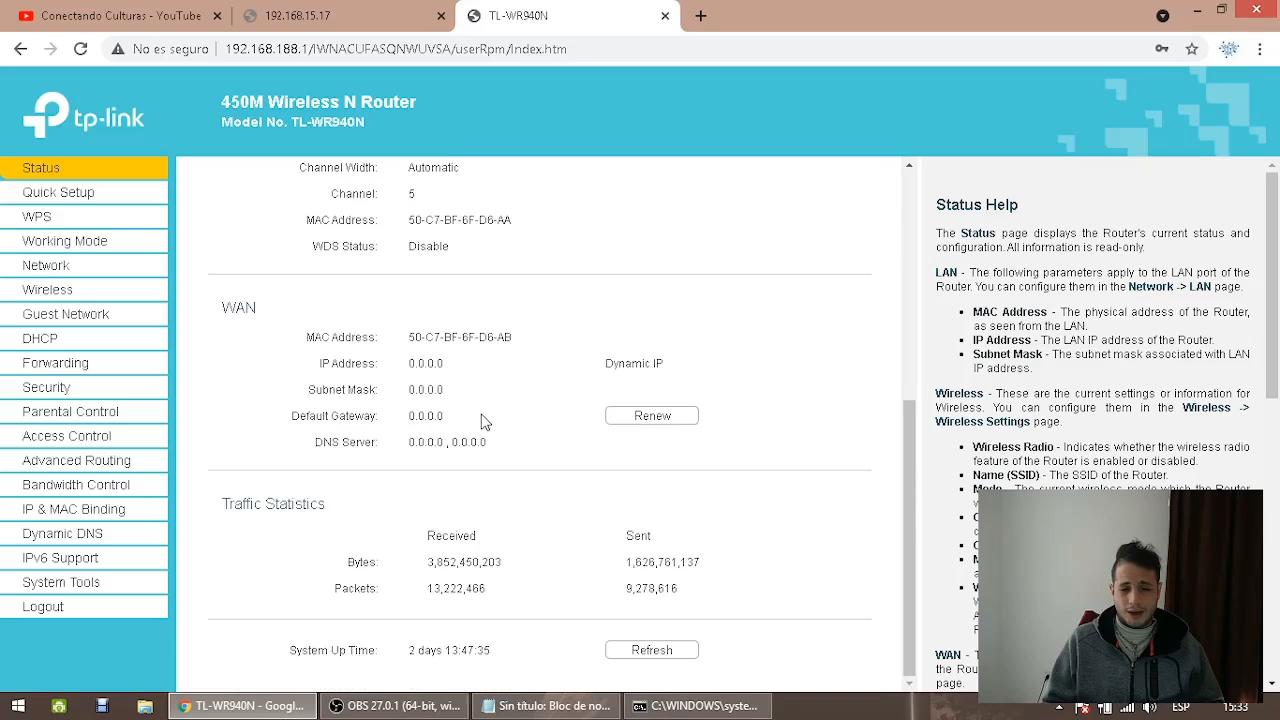 Conectando Culturas - YouTube
192.168.15.17
TL-WR940N
No es seguro
192.168.188.1/IWNACUFASQNWUVSA/userRpm/Index.htm
tp-link
450M Wireless N Router
Model No. TL-WR940N
Status
Quick Setup
WPS
Working Mode
Network
Wireless
Guest Network
DHCP
Forwarding
Security
Parental Control
Access Control
Advanced Routing
Bandwidth Control
IP & MAC Binding
Dynamic DNS
IPv6 Support
System Tools
Logout
Channel Width: Automatic
Channel: 5
MAC Address: 50-C7-BF-6F-D6-AA
WDS Status: Disable
WAN
MAC Address: 50-C7-BF-6F-D6-AB
IP Address: 0.0.0.0 Dynamic IP
Subnet Mask: 0.0.0.0
Default Gateway: 0.0.0.0 Renew
DNS Server: 0.0.0.0 , 0.0.0.0
Traffic Statistics
Received Sent
Bytes: 3,852,450,203 1,626,761,137
Packets: 13,222,466 9,278,616
System Up Time: 2 days 13:47:35 Refresh
Status Help
The Status page displays the Router's current status and
configuration. All information is read-only.
LAN - The following parameters apply to the LAN port of the
Router. You can configure them in the Network -> LAN page.
MAC Address - The physical address of the Router,
as seen from the LAN.
IP Address - The LAN IP address of the Router.
Subnet Mask - The subnet mask associated with LAN
IP address.
Wireless - These are the current settings or information for
Wireless. You can configure them in the Wireless ->
Wireless Settings page.
Wireless Radio - Indicates whether the wireless radio
feature of the Router is enabled or disabled.
Name (SSID) - The SSID of the Router.
Mode - The current wireless mode which the Router
WAN - T
the Rou
page.
TL-WR940N - Googl...
OBS 27.0.1 (64-bit, w...
Sin título: Bloc de no...
C:\WINDOWS\syste...
ESP
15:33